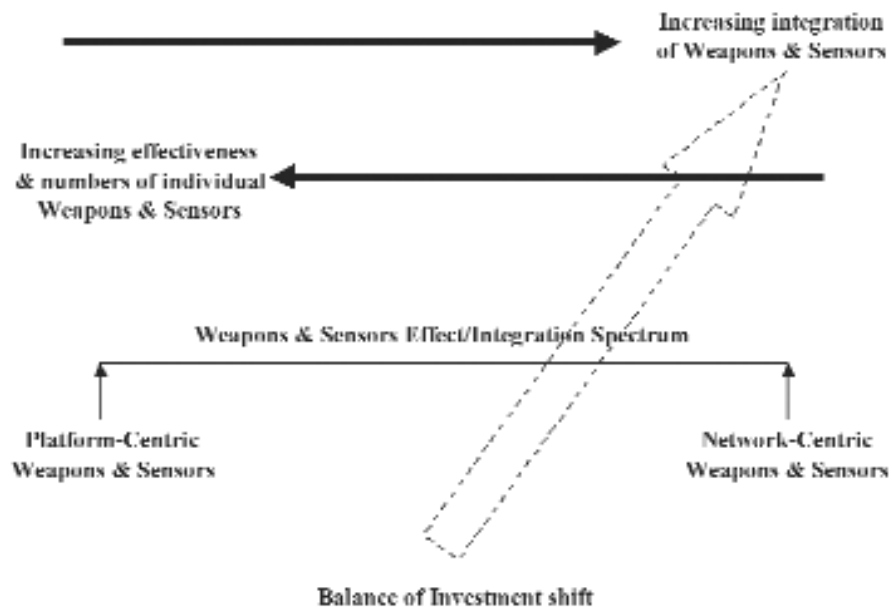 Increasing integration
of Weapons & Sensors
Increasing effectiveness
& numbers of individual
Weapons & Sensors
Weapons & Sensors Effect/Integration Spectrum
Platform-Centric
Weapons & Sensors
Network-Centric
Weapons & Sensors
Balance of Investment shift